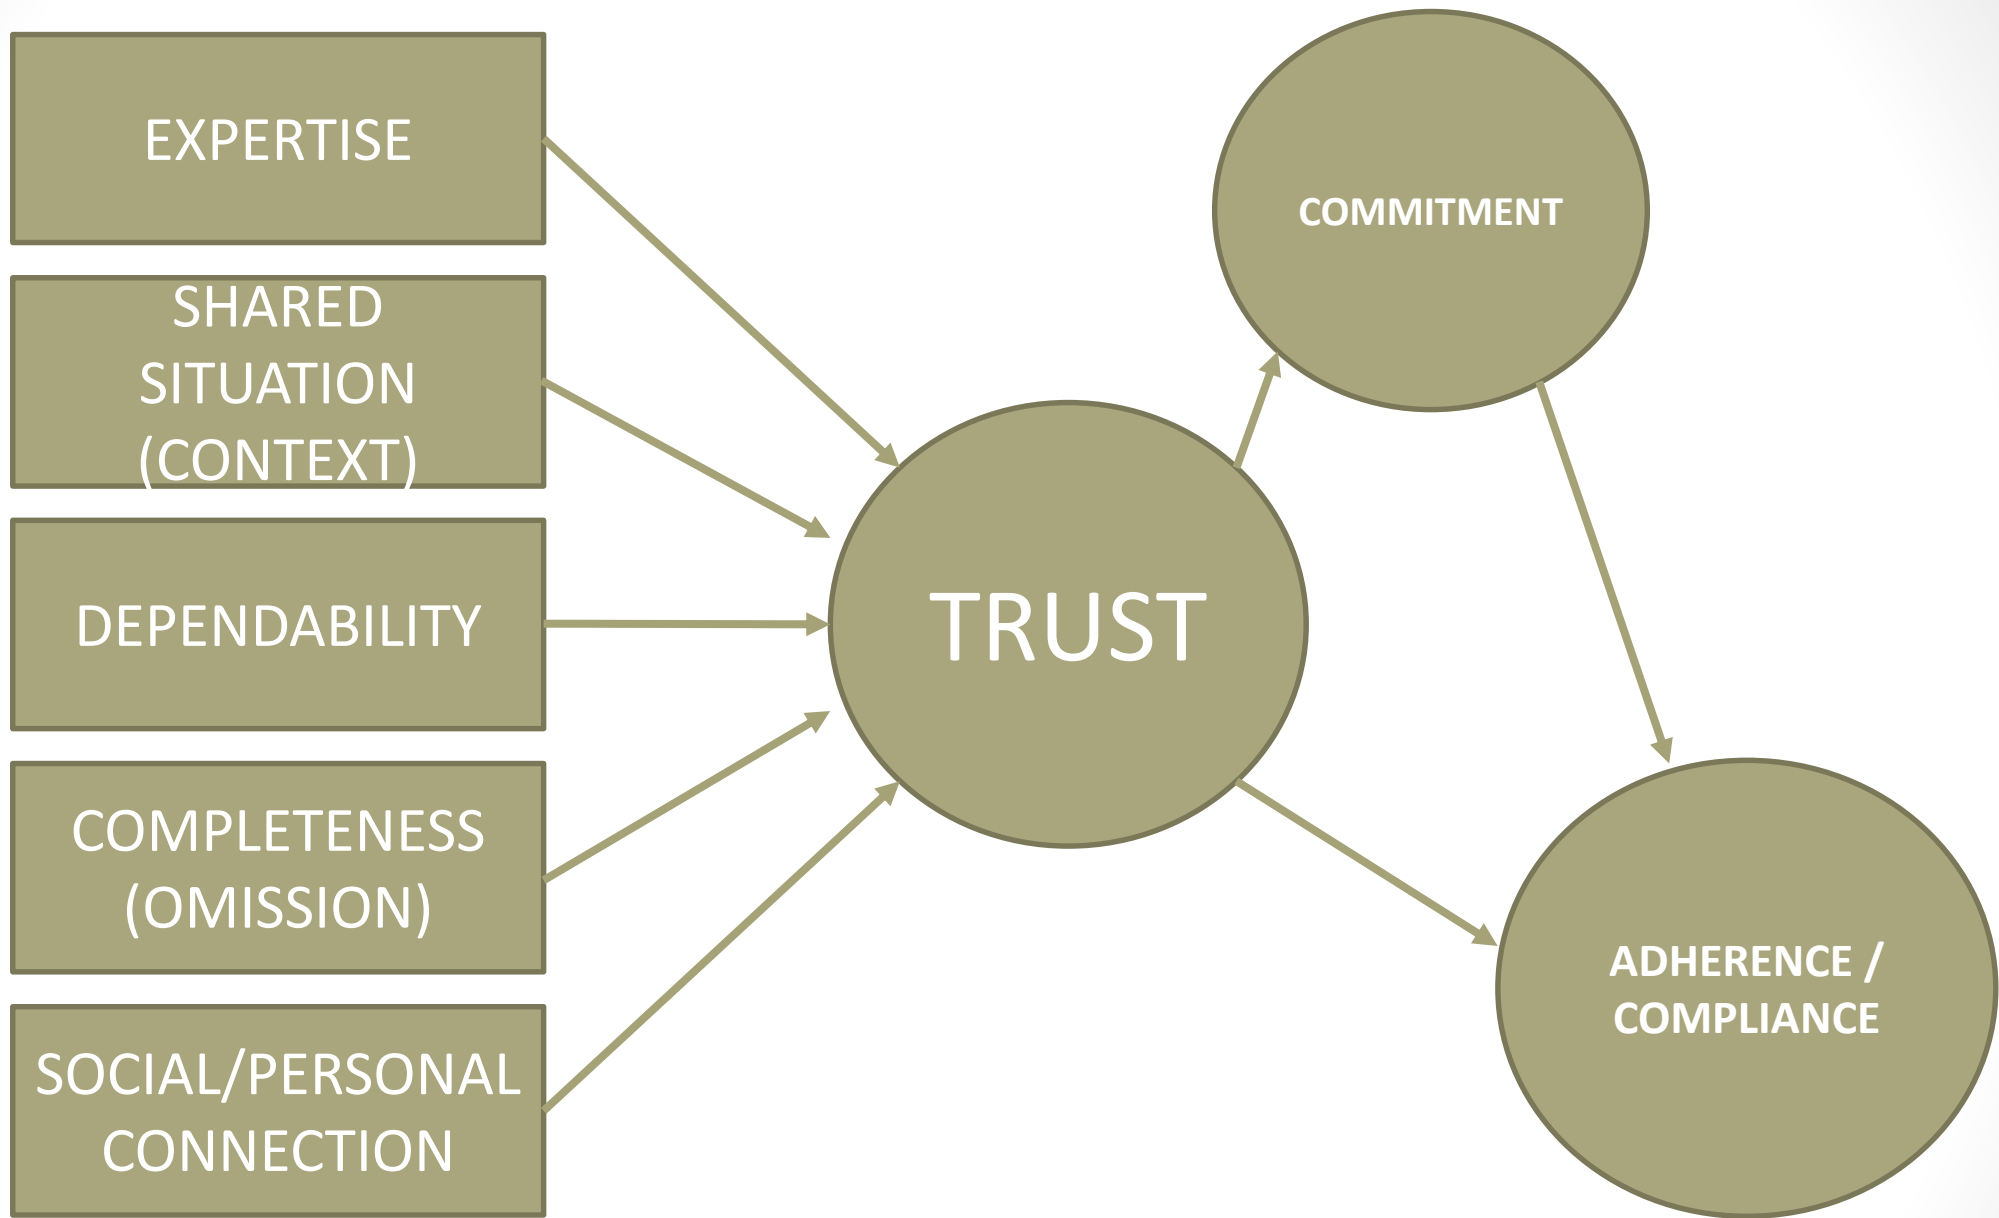 EXPERTISE
SHARED
SITUATION
(CONTEXT)
DEPENDABILITY
COMPLETENESS
(OMISSION)
SOCIAL/PERSONAL
CONNECTION
TRUST
COMMITMENT
ADHERENCE /
COMPLIANCE